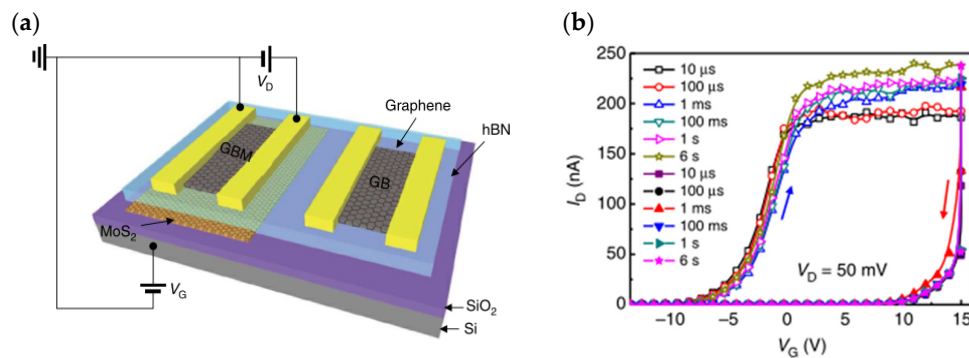 (a)
V_D
Graphene
hBN
GBM
GB
MoS₂
V_G
SiO₂
Si
(b)
I_D (nA)
250
200
150
100
50
0
10 μs
100 μs
1 ms
100 ms
1 s
6 s
10 μs
100 μs
1 ms
100 ms
1 s
6 s
V_D = 50 mV
−10
−5
0
5
10
15
V_G (V)